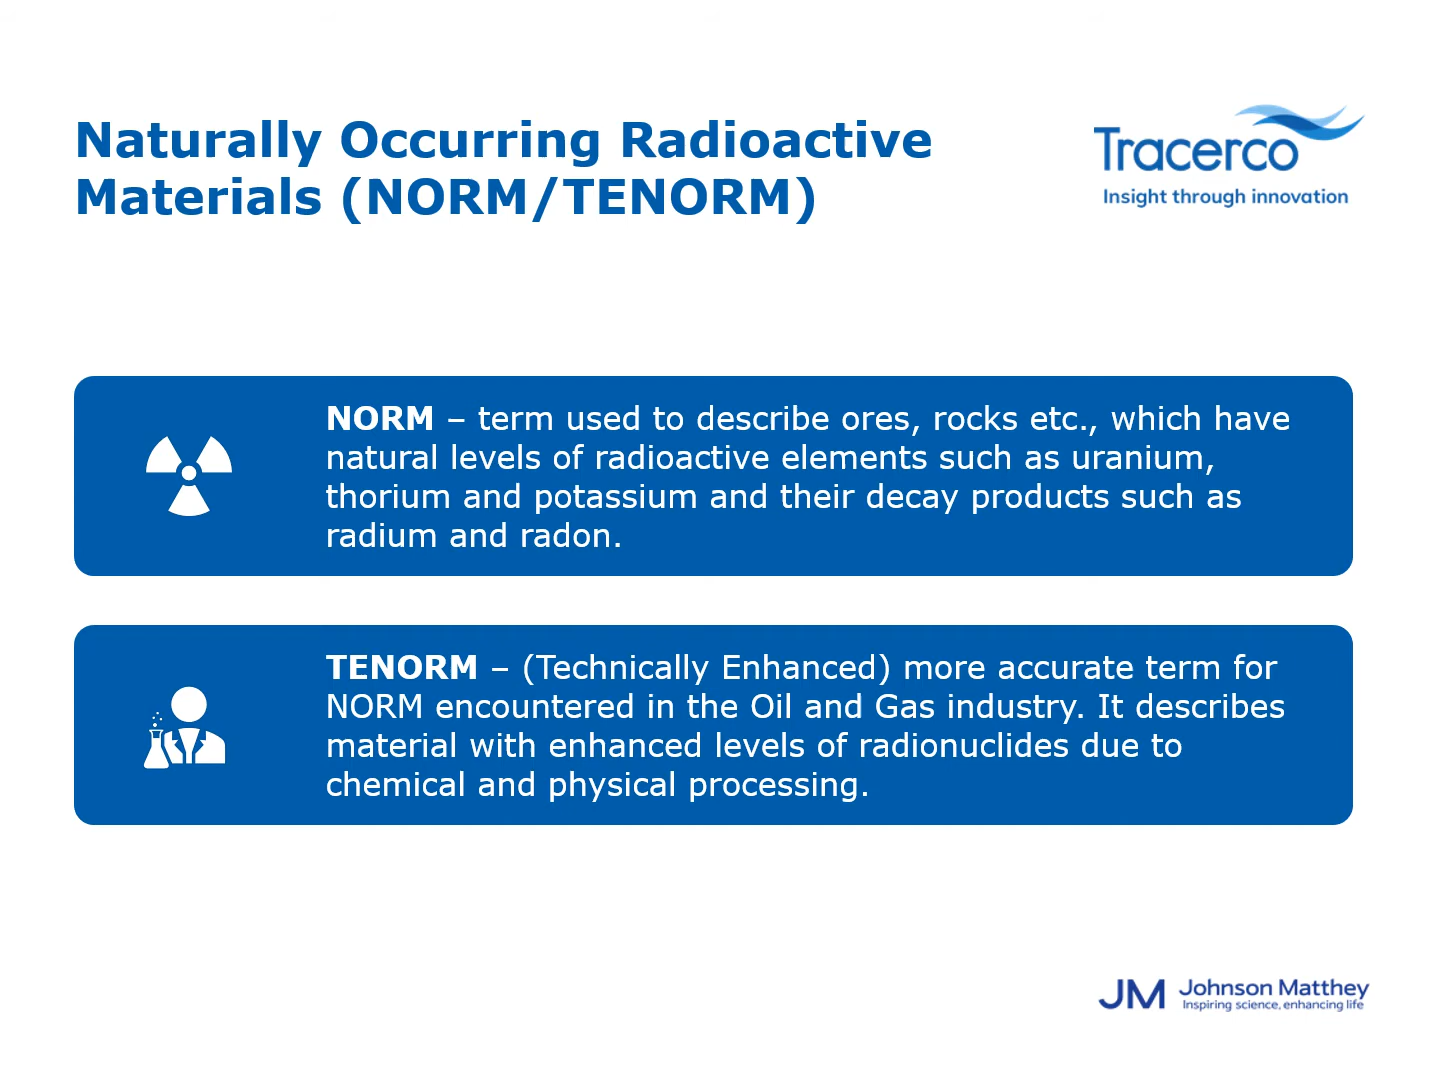 Naturally Occurring Radioactive
Materials (NORM/TENORM)
Tracerco
Insight through innovation
NORM – term used to describe ores, rocks etc., which have
natural levels of radioactive elements such as uranium,
thorium and potassium and their decay products such as
radium and radon.
TENORM – (Technically Enhanced) more accurate term for
NORM encountered in the Oil and Gas industry. It describes
material with enhanced levels of radionuclides due to
chemical and physical processing.
JM Johnson Matthey
Inspiring science, enhancing life